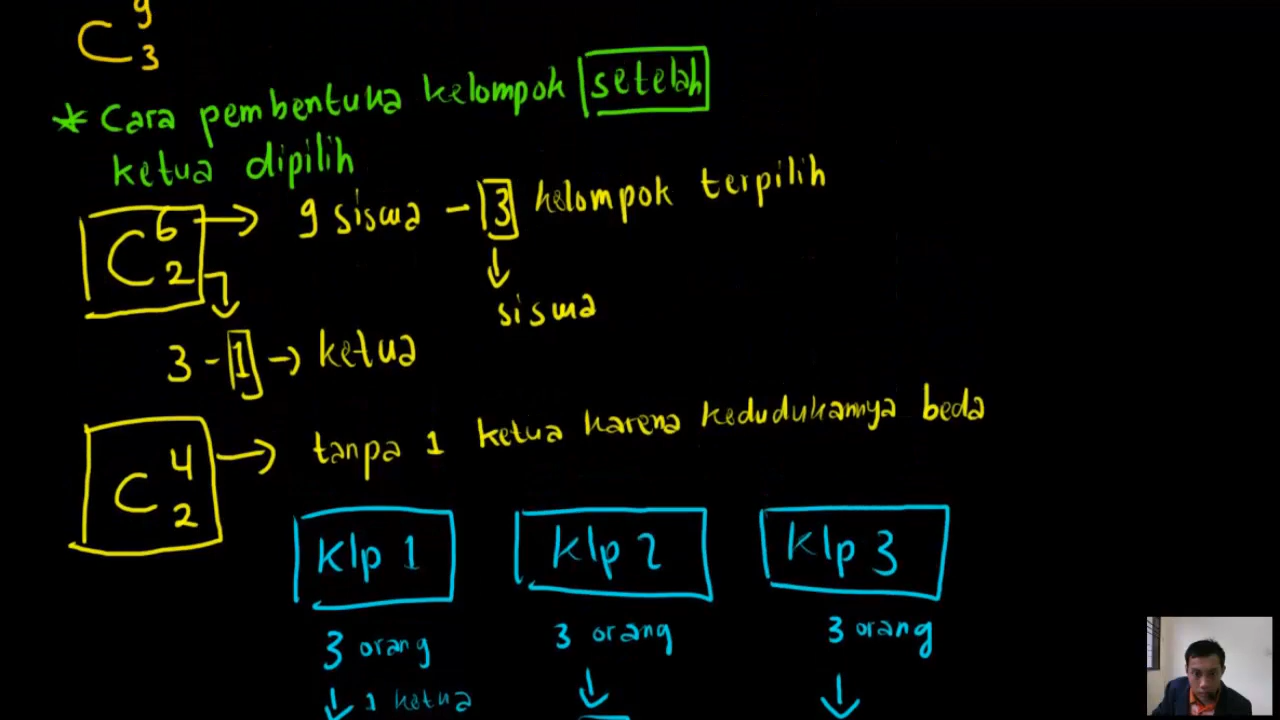 C 9 3
* Cara pembentuka kelompok setelah
ketua dipilih
C 6 2 → 9 siswa - 3 kelompok terpilih
↓
siswa
3 - 1 → ketua
C 4 2 → tanpa 1 ketua karena kedudukannya beda
Klp 1 Klp 2 Klp 3
3 orang 3 orang 3 orang
↓ 1 ketua ↓ ↓